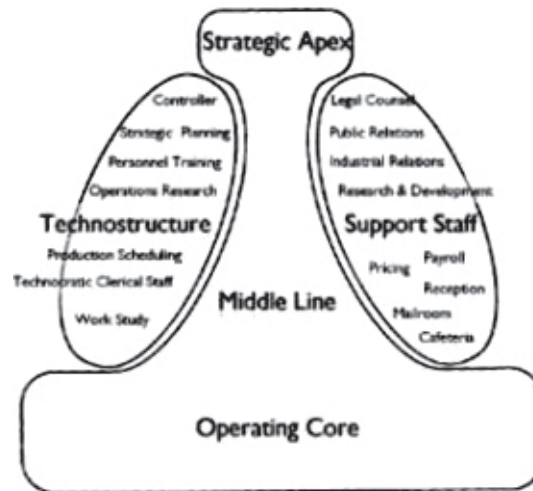 Strategic Apex
Controller
Strategic Planning
Personnel Training
Operations Research
Technostructure
Production Scheduling
Technocratic Clerical Staff
Work Study
Legal Counsel
Public Relations
Industrial Relations
Research & Development
Support Staff
Payroll
Pricing
Reception
Mailroom
Cafeteria
Middle Line
Operating Core